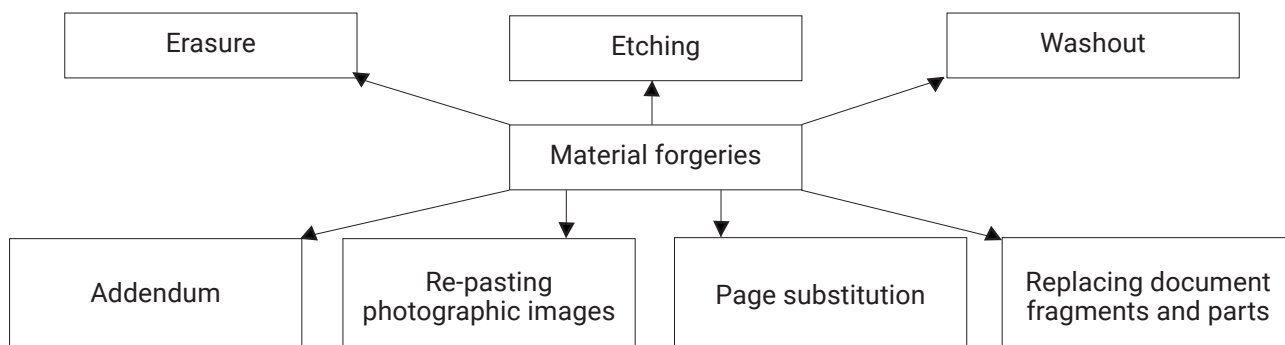 Erasure
Etching
Washout
Material forgeries
Addendum
Re-pasting
photographic images
Page substitution
Replacing document
fragments and parts